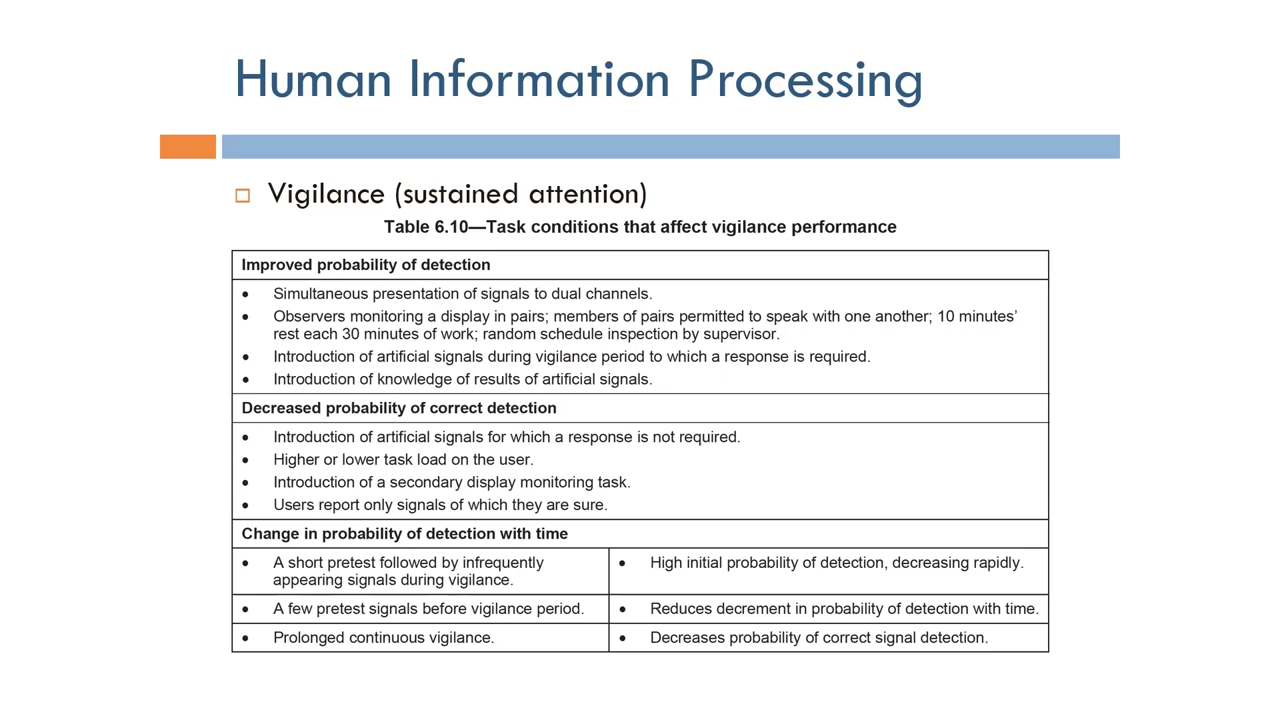 Human Information Processing
Vigilance (sustained attention)
Table 6.10—Task conditions that affect vigilance performance
Improved probability of detection
• Simultaneous presentation of signals to dual channels.
• Observers monitoring a display in pairs; members of pairs permitted to speak with one another; 10 minutes’
rest each 30 minutes of work; random schedule inspection by supervisor.
• Introduction of artificial signals during vigilance period to which a response is required.
• Introduction of knowledge of results of artificial signals.
Decreased probability of correct detection
• Introduction of artificial signals for which a response is not required.
• Higher or lower task load on the user.
• Introduction of a secondary display monitoring task.
• Users report only signals of which they are sure.
Change in probability of detection with time
• A short pretest followed by infrequently
appearing signals during vigilance.
• High initial probability of detection, decreasing rapidly.
• A few pretest signals before vigilance period.
• Reduces decrement in probability of detection with time.
• Prolonged continuous vigilance.
• Decreases probability of correct signal detection.